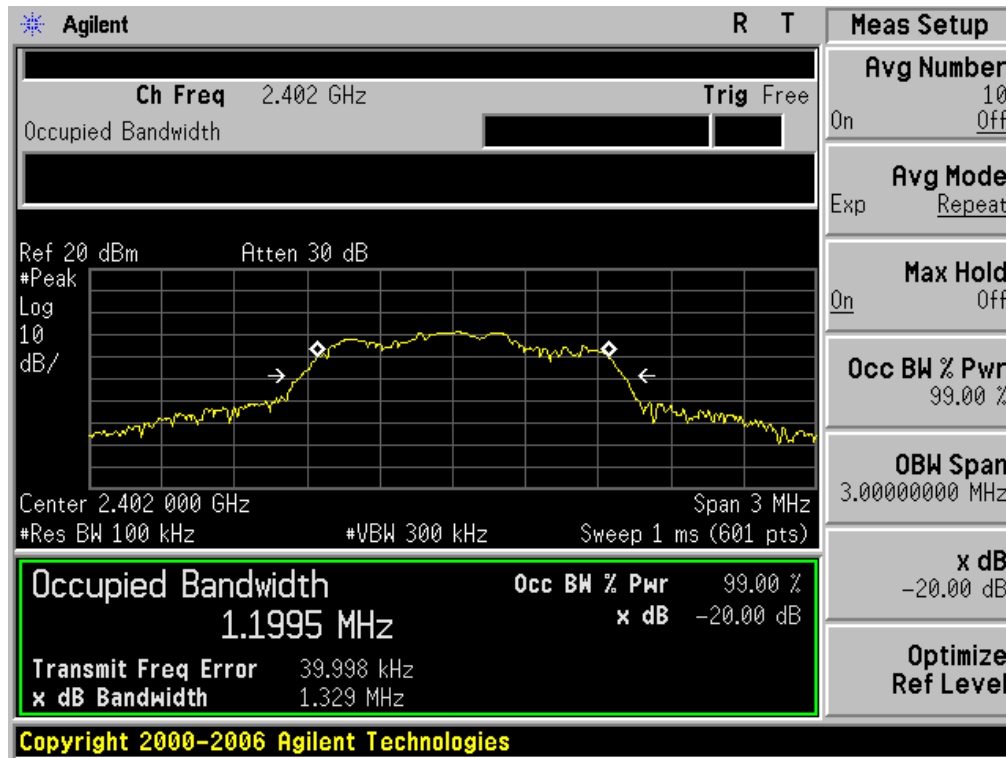 Agilent R T
Ch Freq 2.402 GHz Trig Free
Occupied Bandwidth
Ref 20 dBm Atten 30 dB
#Peak
Log
10
dB/
Center 2.402 000 GHz Span 3 MHz
#Res BW 100 kHz #VBW 300 kHz Sweep 1 ms (601 pts)
Occupied Bandwidth Occ BW % Pwr 99.00 %
1.1995 MHz x dB -20.00 dB
Transmit Freq Error 39.998 kHz
x dB Bandwidth 1.329 MHz
Copyright 2000-2006 Agilent Technologies
Meas Setup
Avg Number
10
On Off
Avg Mode
Exp Repeat
Max Hold
On Off
Occ BW % Pwr
99.00 %
OBW Span
3.00000000 MHz
x dB
-20.00 dB
Optimize
Ref Level